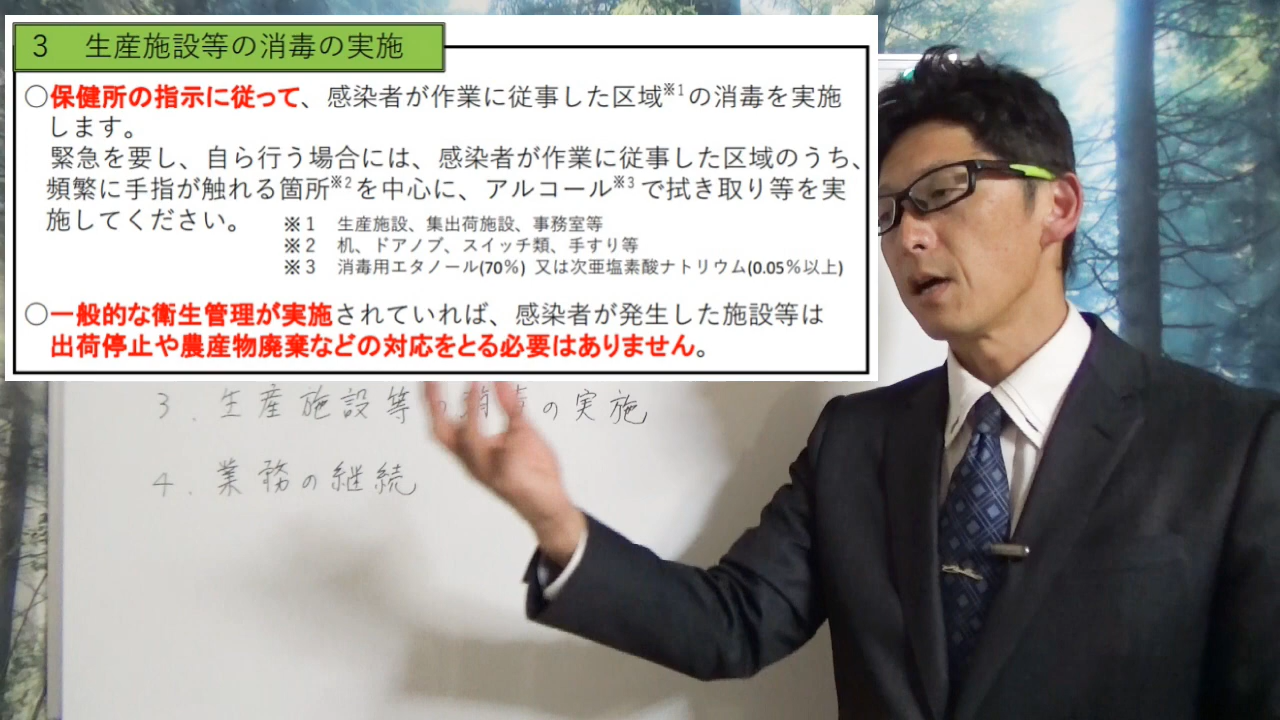 3 生産施設等の消毒の実施
○保健所の指示に従って、感染者が作業に従事した区域※1の消毒を実施
します。
緊急を要し、自ら行う場合には、感染者が作業に従事した区域のうち、
頻繁に手指が触れる箇所※2を中心に、アルコール※3で拭き取り等を実
施してください。
※1 生産施設、集出荷施設、事務室等
※2 机、ドアノブ、スイッチ類、手すり等
※3 消毒用エタノール(70%) 又は次亜塩素酸ナトリウム(0.05%以上)
○一般的な衛生管理が実施されていれば、感染者が発生した施設等は
出荷停止や農産物廃棄などの対応をとる必要はありません。
3. 生産施設等の消毒の実施
4. 業務の継続